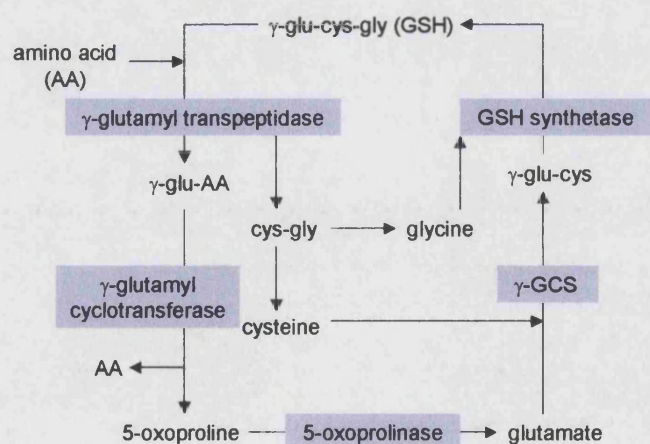 γ-glu-cys-gly (GSH)
amino acid
(AA)
γ-glutamyl transpeptidase
GSH synthetase
γ-glu-AA
γ-glu-cys
cys-gly
glycine
γ-glutamyl
cyclotransferase
γ-GCS
cysteine
AA
5-oxoproline
5-oxoprolinase
glutamate